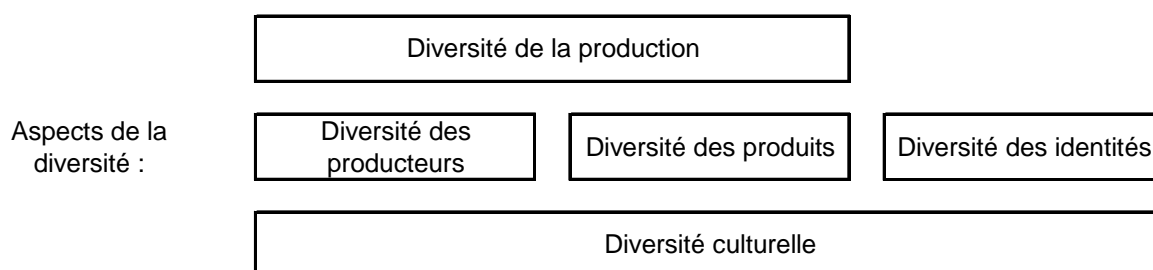 Diversité de la production
Aspects de la
diversité :
Diversité des
producteurs
Diversité des produits
Diversité des identités
Diversité culturelle